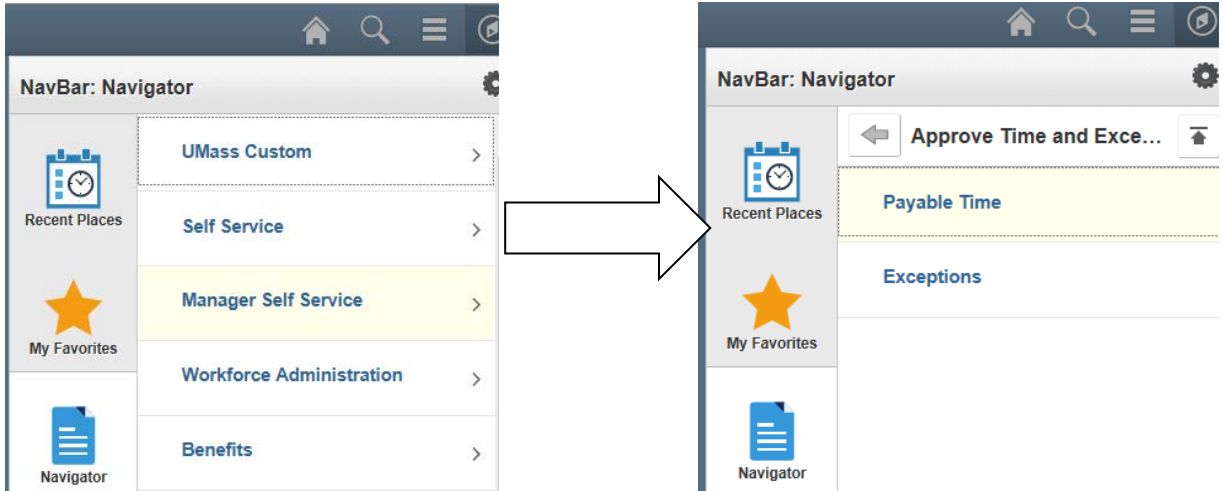 NavBar: Navigator
Recent Places
My Favorites
Navigator
UMass Custom
Self Service
Manager Self Service
Workforce Administration
Benefits
NavBar: Navigator
Recent Places
My Favorites
Navigator
Approve Time and Exce...
Payable Time
Exceptions